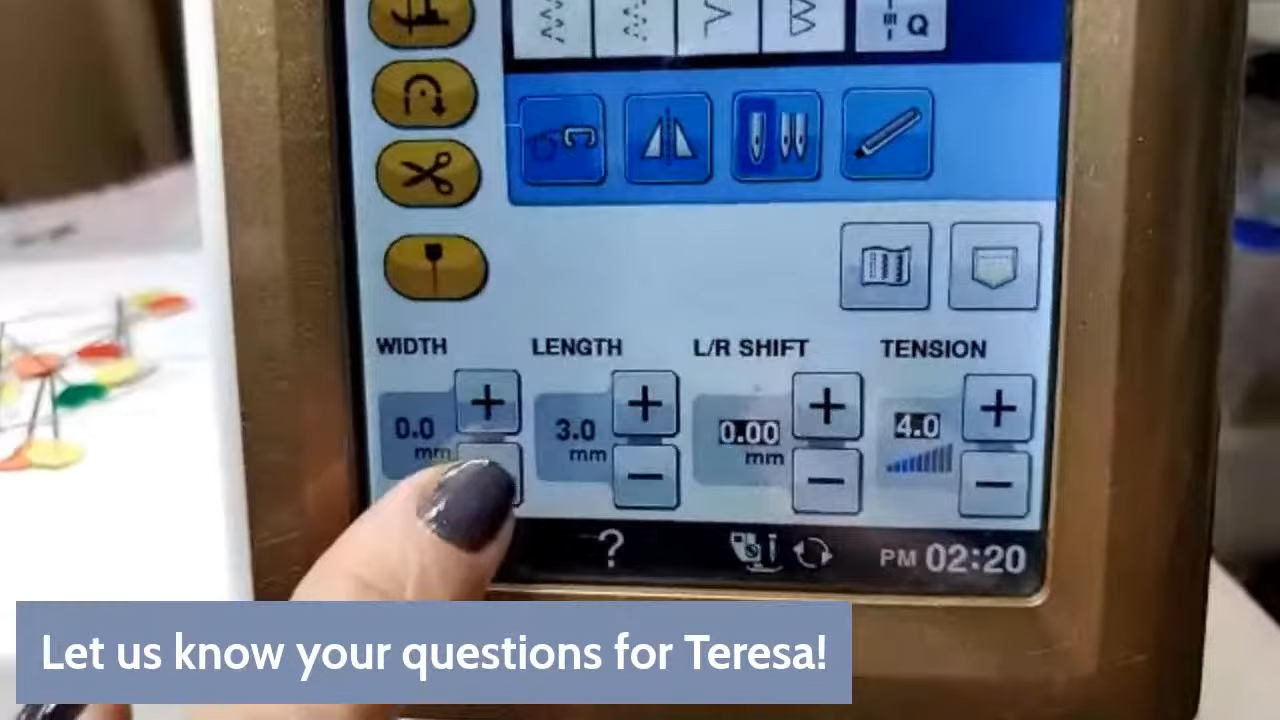 Q
WIDTH LENGTH L/R SHIFT TENSION
0.0 mm 3.0 mm 0.00 mm 4.0
? PM 02:20
Let us know your questions for Teresa!